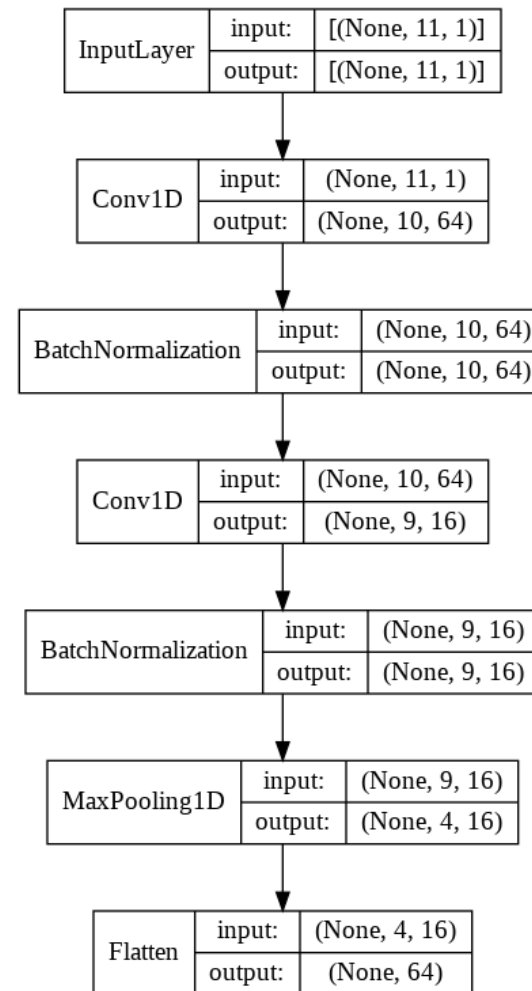 InputLayer
input: [(None, 11, 1)]
output: [(None, 11, 1)]
Conv1D
input: (None, 11, 1)
output: (None, 10, 64)
BatchNormalization
input: (None, 10, 64)
output: (None, 10, 64)
Conv1D
input: (None, 10, 64)
output: (None, 9, 16)
BatchNormalization
input: (None, 9, 16)
output: (None, 9, 16)
MaxPooling1D
input: (None, 9, 16)
output: (None, 4, 16)
Flatten
input: (None, 4, 16)
output: (None, 64)